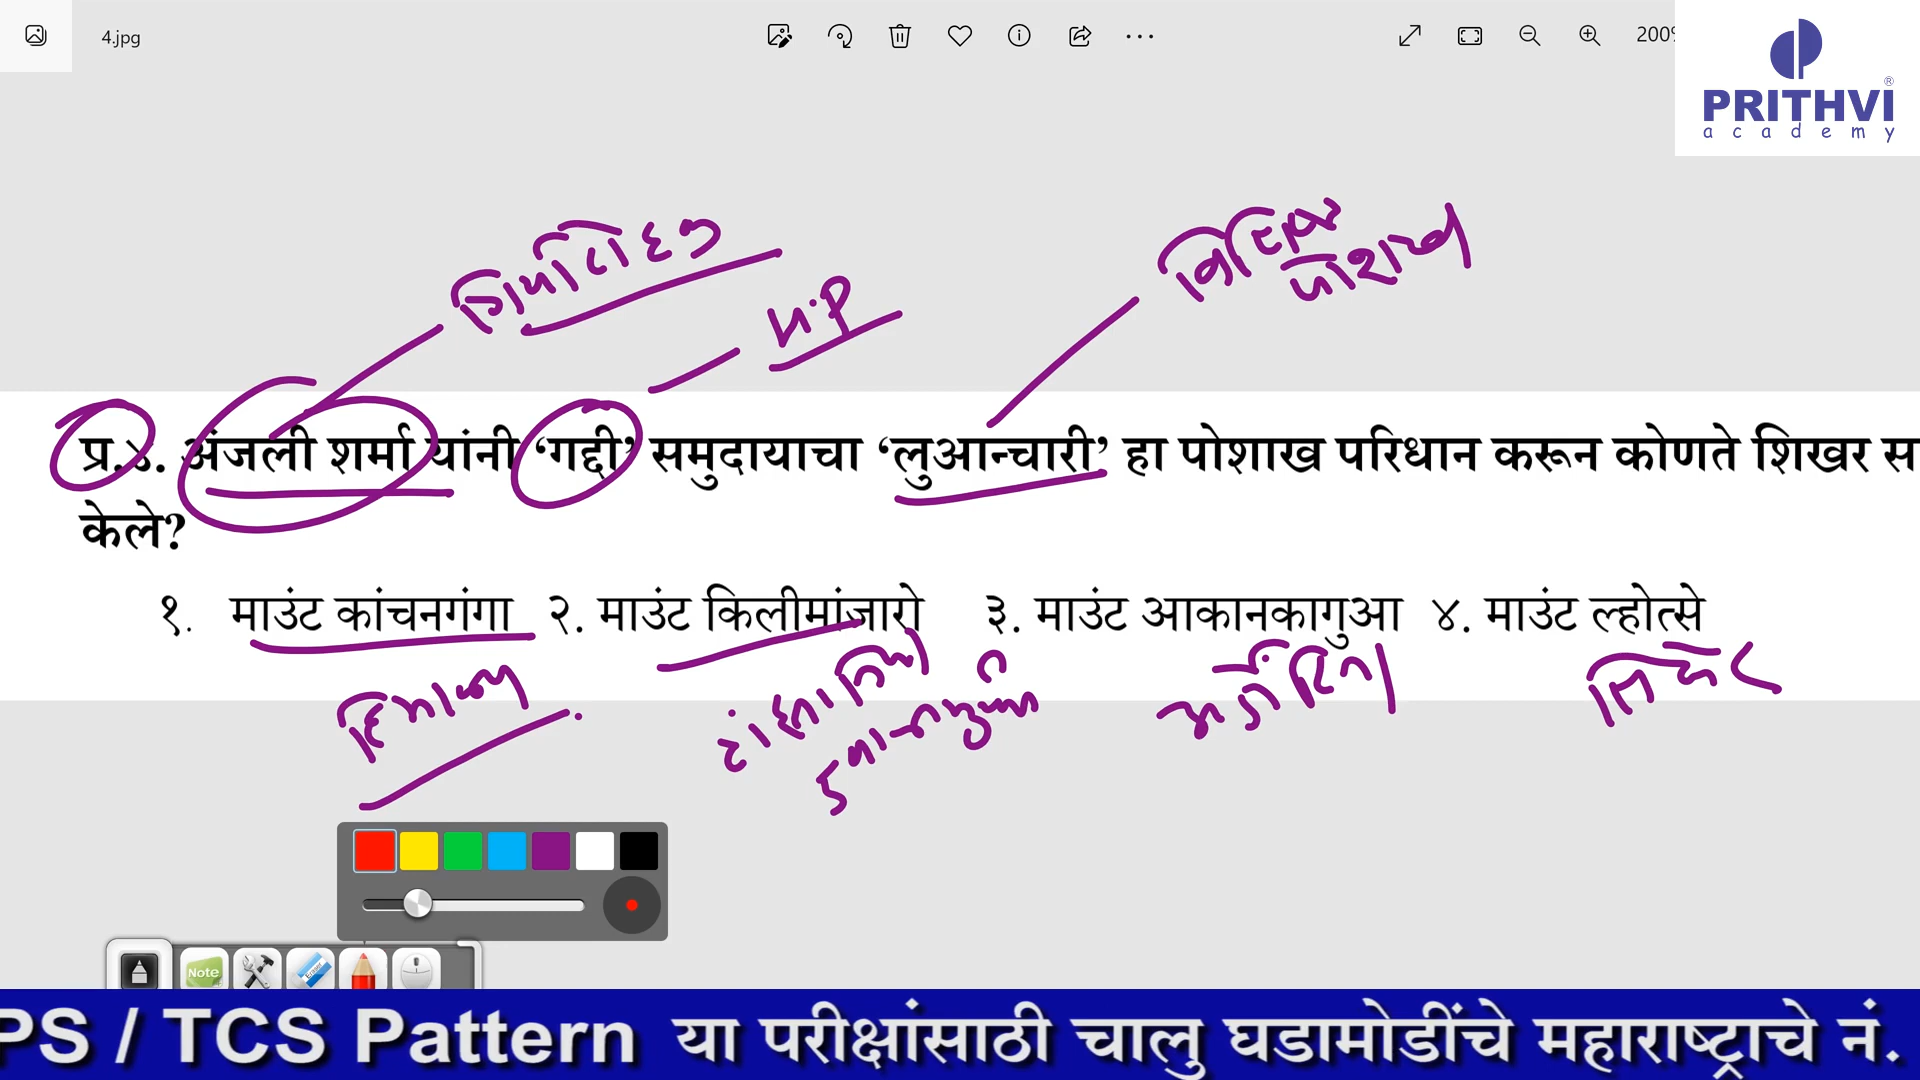 4.jpg
200%
PRITHVI
academy
H.P
प्र.४. अंजली शर्मा यांनी ‘गद्दी’ समुदायाचा ‘लुआन्चारी’ हा पोशाख परिधान करून कोणते शिखर स
केले?
१. माउंट कांचनगंगा २. माउंट किलीमांजारो ३. माउंट आकानकागुआ ४. माउंट ल्होत्से
हिमालय
Note
PS / TCS Pattern या परीक्षांसाठी चालु घडामोडींचे महाराष्ट्राचे नं.